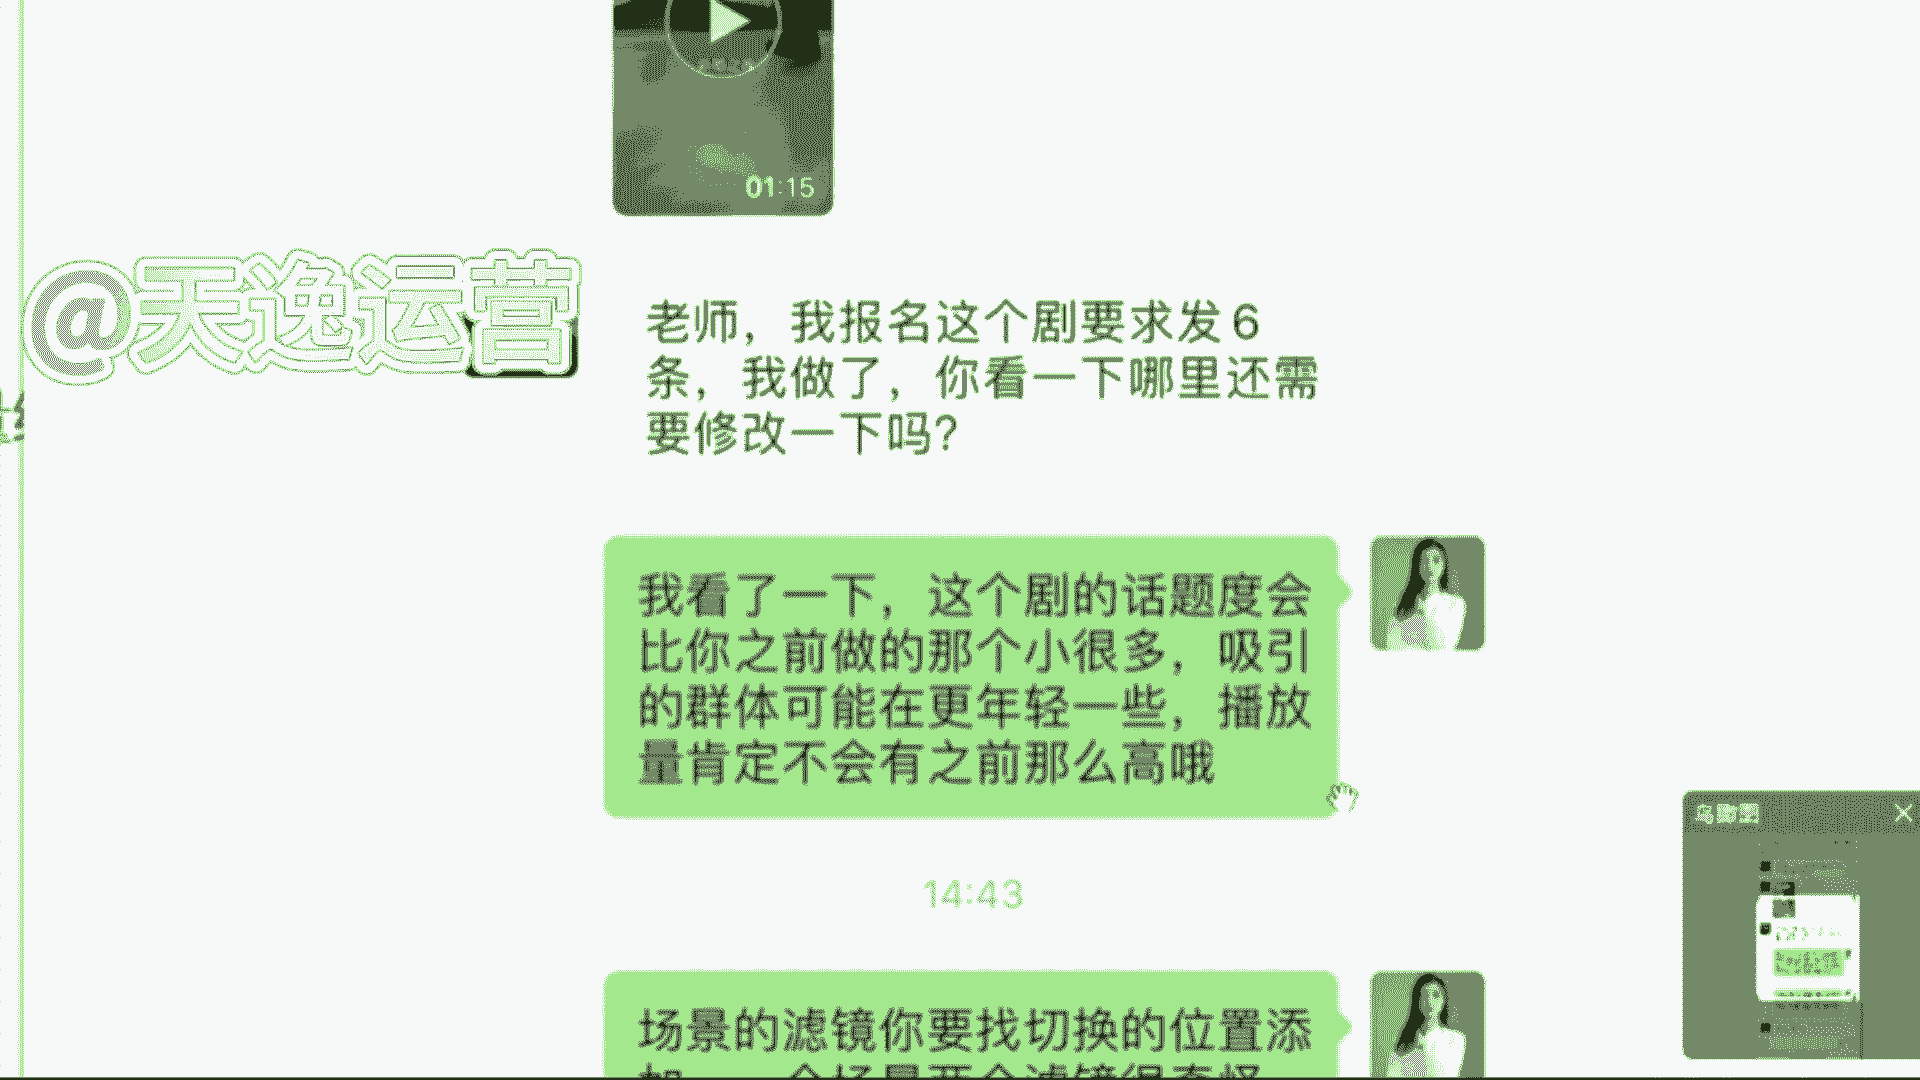 01:15
@天逸运营
老师，我报名这个剧要求发6
条，我做了，你看一下哪里还需
要修改一下吗？
我看了一下，这个剧的话题度会
比你之前做的那个小很多，吸引
的群体可能在更年轻一些，播放
量肯定不会有之前那么高哦
14:43
场景的滤镜你要找切换的位置添